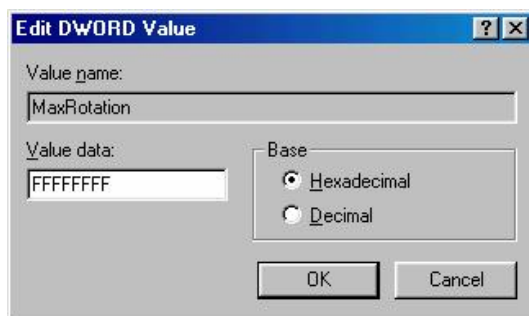 Edit DWORD Value
Value name:
MaxRotation
Value data:
FFFFFFFF
Base
Hexadecimal
Decimal
OK
Cancel